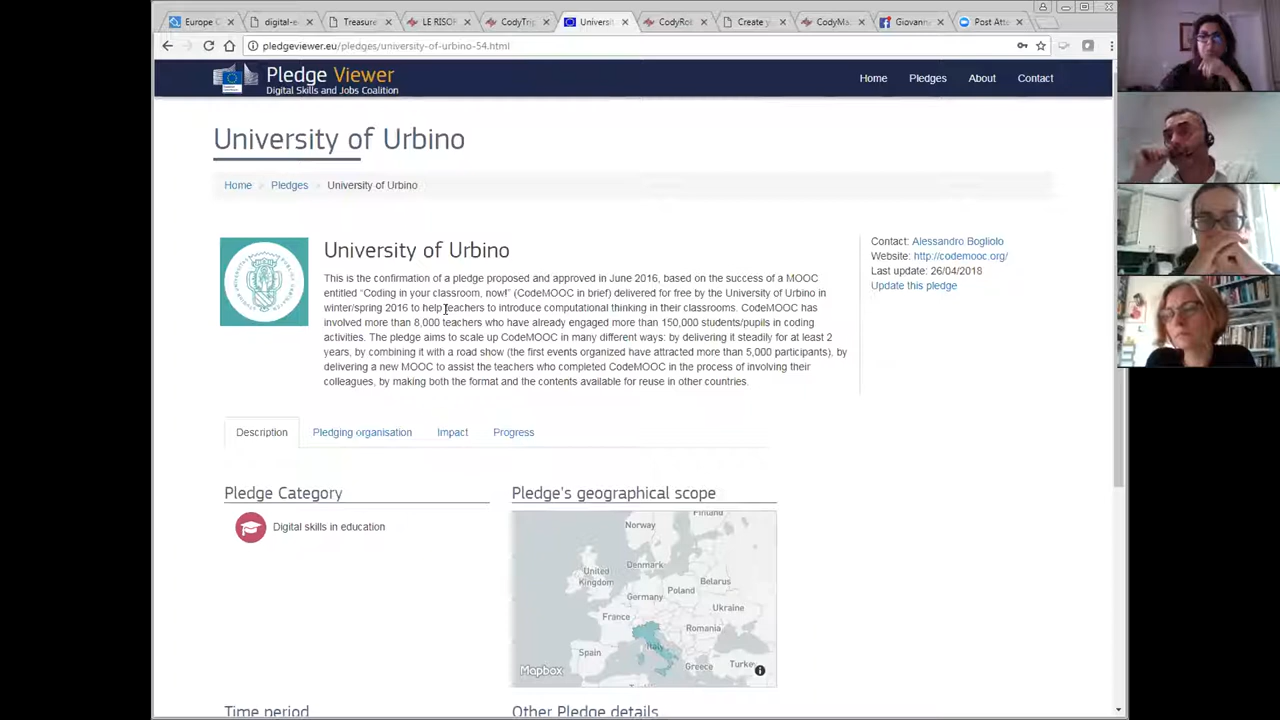 Europe C
digital-e
Treasure
LE RISO
CodyTrip
Universit
CodyRo
Create y
CodyMa
Giovann
Post Att
pledgeviewer.eu/pledges/university-of-urbino-54.html
Pledge Viewer
Digital Skills and Jobs Coalition
Home
Pledges
About
Contact
University of Urbino
Home » Pledges » University of Urbino
University of Urbino
This is the confirmation of a pledge proposed and approved in June 2016, based on the success of a MOOC
entitled “Coding in your classroom, now!” (CodeMOOC in brief) delivered for free by the University of Urbino in
winter/spring 2016 to help teachers to introduce computational thinking in their classrooms. CodeMOOC has
involved more than 8,000 teachers who have already engaged more than 150,000 students/pupils in coding
activities. The pledge aims to scale up CodeMOOC in many different ways: by delivering it steadily for at least 2
years, by combining it with a road show (the first events organized have attracted more than 5,000 participants). by
delivering a new MOOC to assist the teachers who completed CodeMOOC in the process of involving their
colleagues, by making both the format and the contents available for reuse in other countries.
Contact: Alessandro Bogliolo
Website: http://codemooc.org/
Last update: 26/04/2018
Update this pledge
Description
Pledging organisation
Impact
Progress
Pledge Category
Digital skills in education
Pledge's geographical scope
Finland
Norway
Denmark
United
Kingdom
Belarus
Poland
Germany
Ukraine
France
Romania
Italy
Spain
Greece
Turke
Mapbox
Time period
Other Pledge details